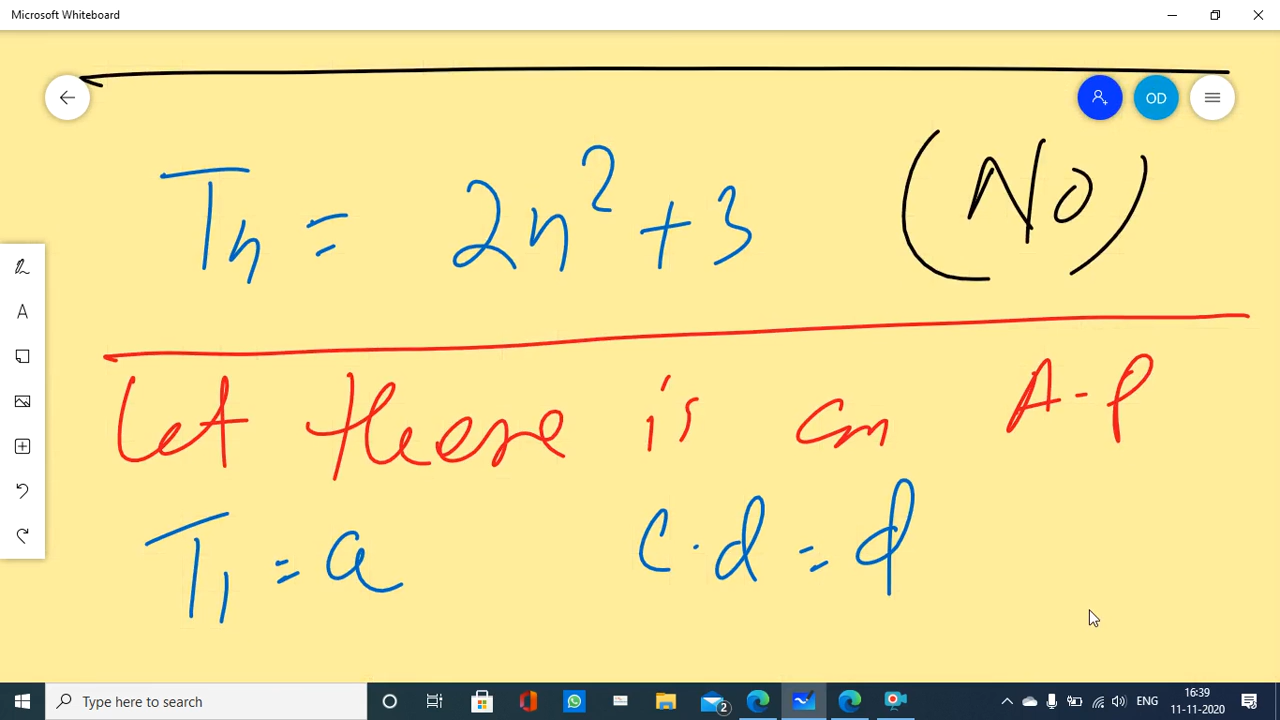 Microsoft Whiteboard
OD
Tn = 2n² + 3 (No)
A
Let there is an A-P
T₁ = a C.d = d
Type here to search
2
ENG
16:39
11-11-2020